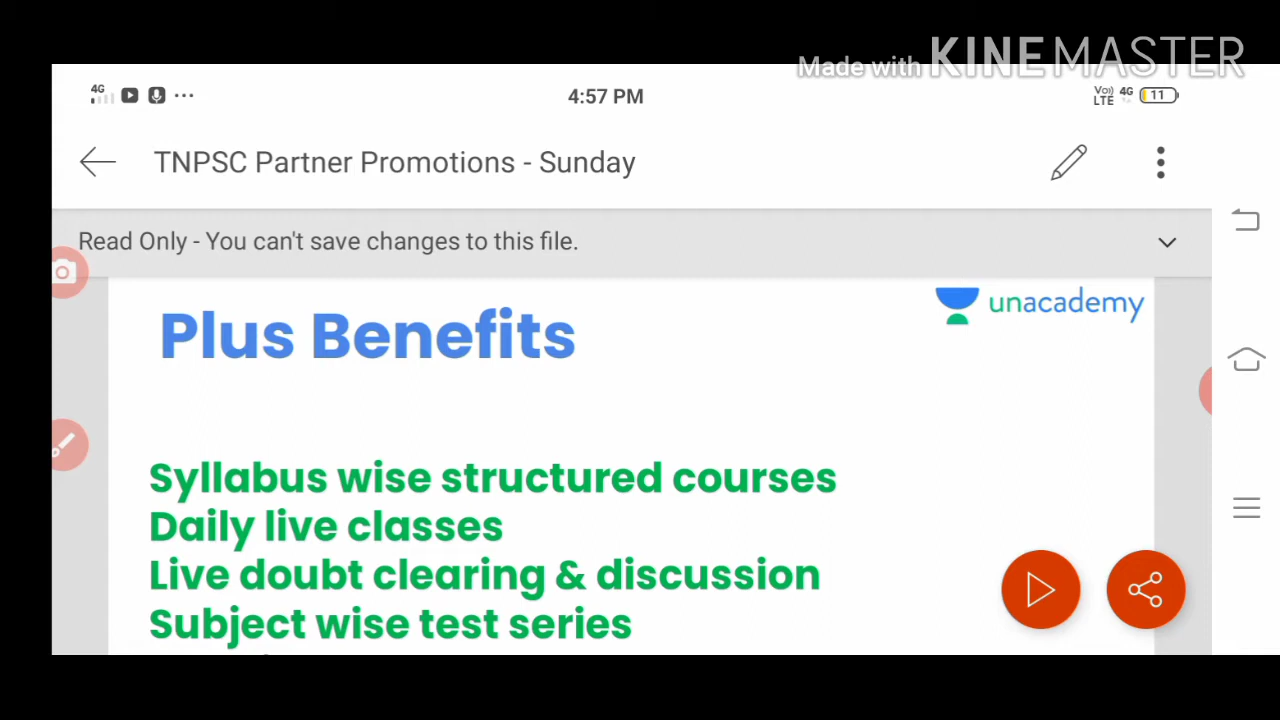 Made with KINEMASTER
4G
4:57 PM
Vo))
LTE
4G
11
TNPSC Partner Promotions - Sunday
Read Only - You can't save changes to this file.
Plus Benefits
unacademy
Syllabus wise structured courses
Daily live classes
Live doubt clearing & discussion
Subject wise test series